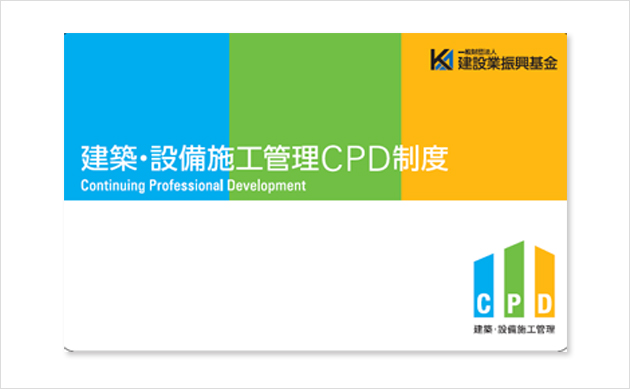 一般財団法人
建設業振興基金
建築・設備施工管理CPD制度
Continuing Professional Development
C P D
建築・設備施工管理